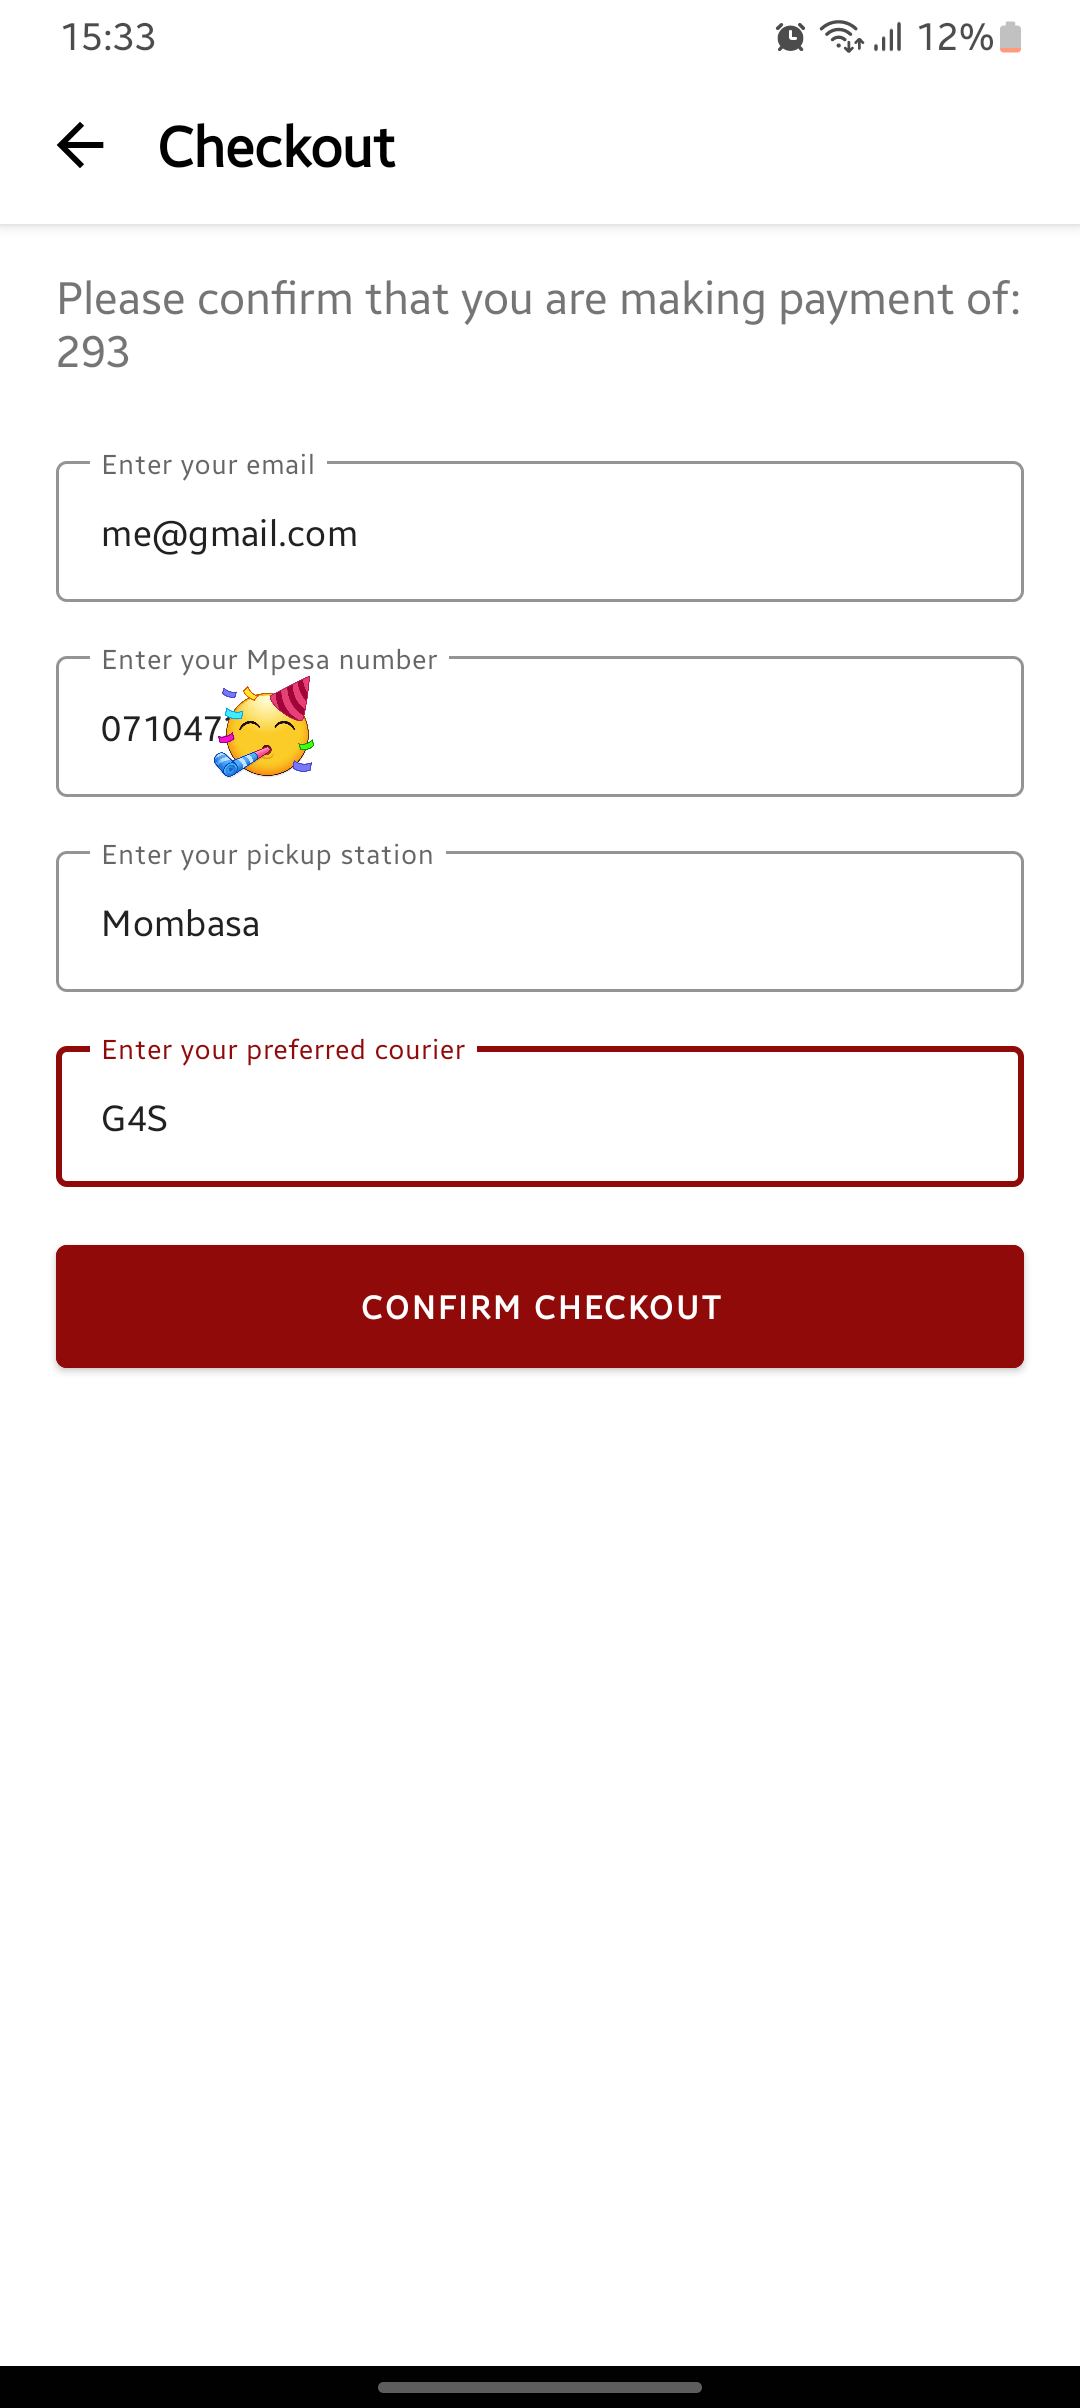 15:33
12%
Checkout
Please confirm that you are making payment of:
293
Enter your email
me@gmail.com
Enter your Mpesa number
071047
Enter your pickup station
Mombasa
Enter your preferred courier
G4S
CONFIRM CHECKOUT